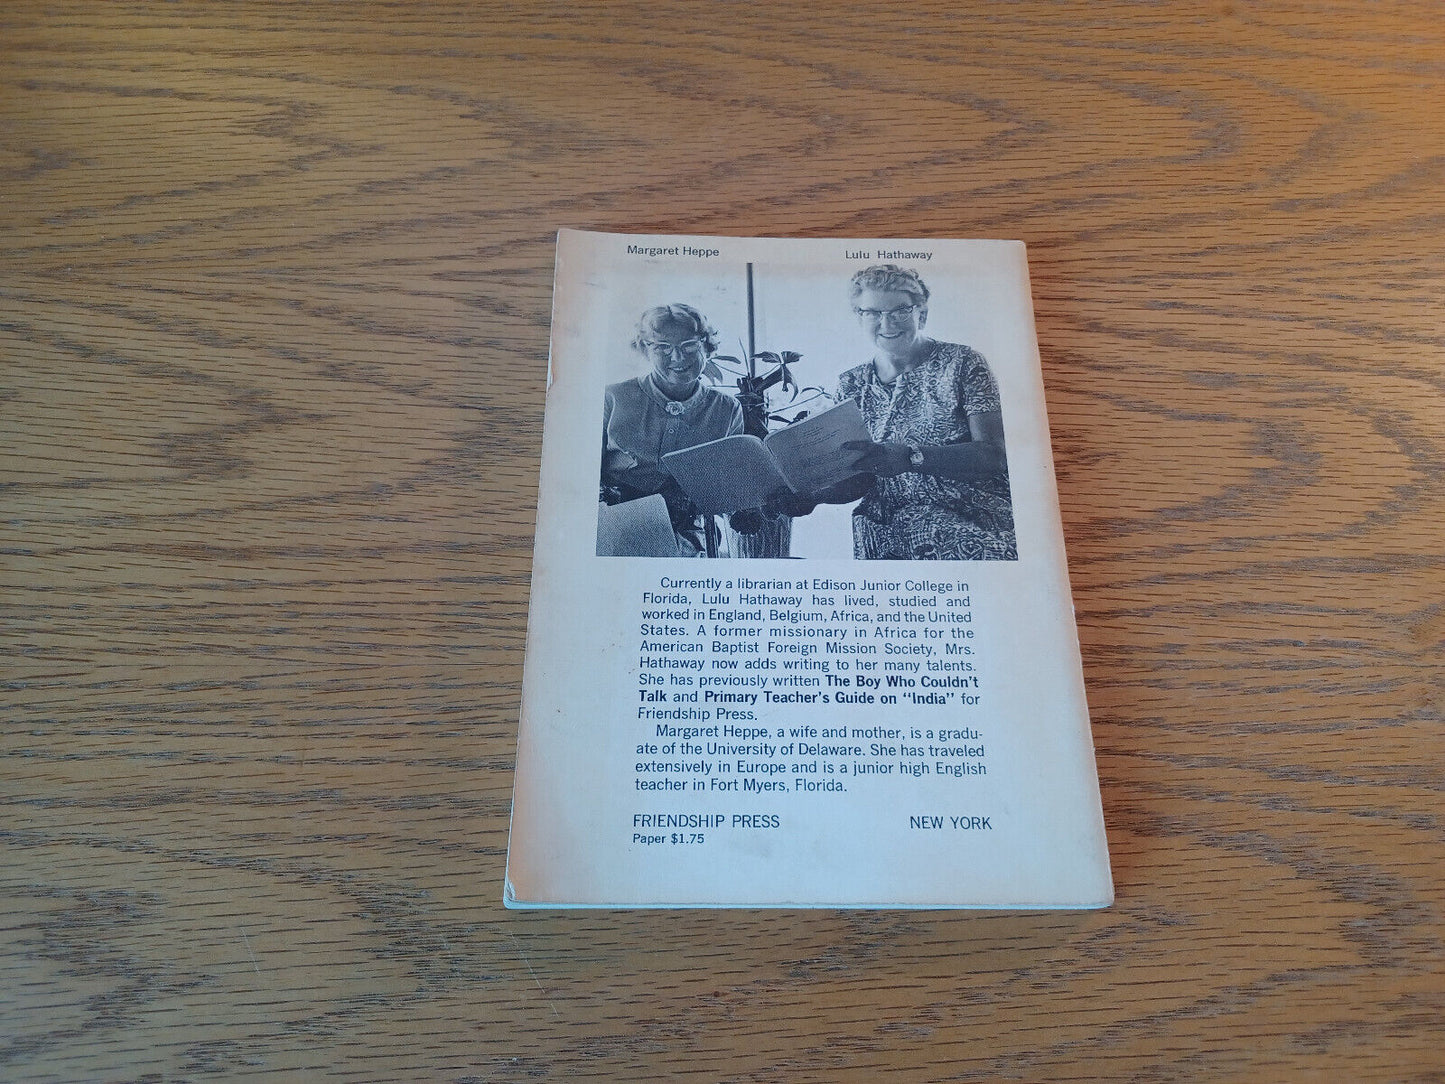 Margaret Heppe
Lulu Hathaway
Currently a librarian at Edison Junior College in
Florida, Lulu Hathaway has lived, studied and
worked in England, Belgium, Africa, and the United
States. A former missionary in Africa for the
American Baptist Foreign Mission Society, Mrs.
Hathaway now adds writing to her many talents.
She has previously written The Boy Who Couldn't
Talk and Primary Teacher's Guide on "India" for
Friendship Press.
Margaret Heppe, a wife and mother, is a gradu-
ate of the University of Delaware. She has traveled
extensively in Europe and is a junior high English
teacher in Fort Myers, Florida.
FRIENDSHIP PRESS
NEW YORK
Paper $1.75